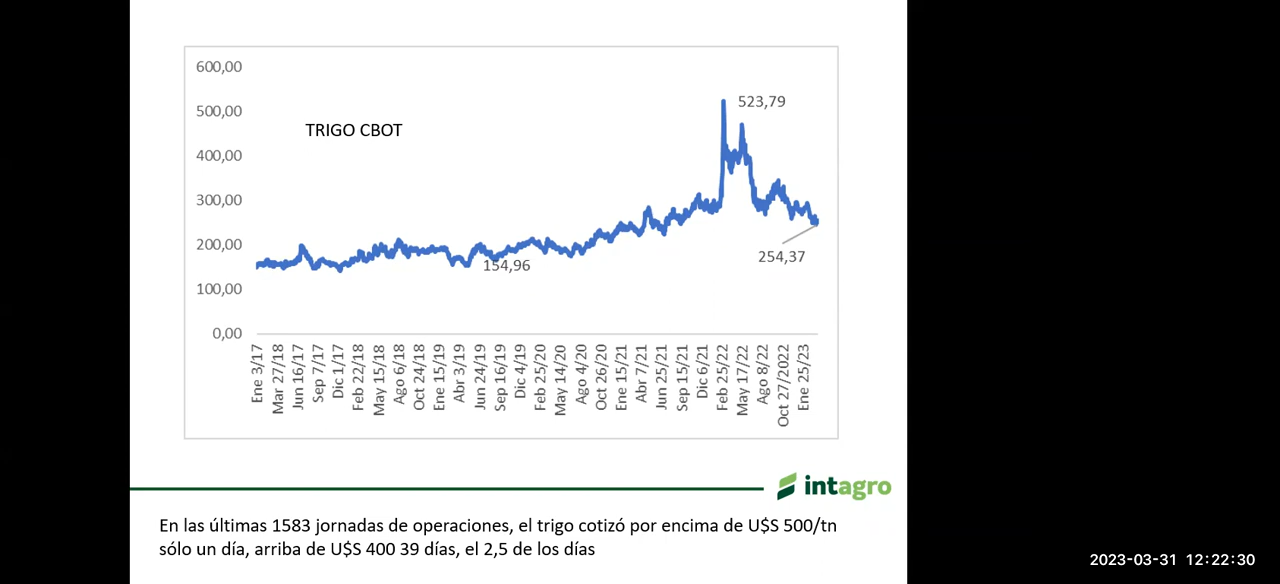 600,00
500,00
400,00
300,00
200,00
100,00
0,00
TRIGO CBOT
523,79
154,96
254,37
Ene 3/17
Mar 27/18
Jun 16/17
Sep 7/17
Dic 1/17
Feb 22/18
May 15/18
Ago 6/18
Oct 24/18
Ene 15/19
Abr 3/19
Jun 24/19
Sep 16/19
Dic 4/19
Feb 25/20
May 14/20
Ago 4/20
Oct 26/20
Ene 15/21
Abr 7/21
Jun 25/21
Sep 15/21
Dic 6/21
Feb 25/22
May 17/22
Ago 8/22
Oct 27/2022
Ene 25/23
intagro
En las últimas 1583 jornadas de operaciones, el trigo cotizó por encima de U$S 500/tn
sólo un día, arriba de U$S 400 39 días, el 2,5 de los días
2023-03-31 12:22:30